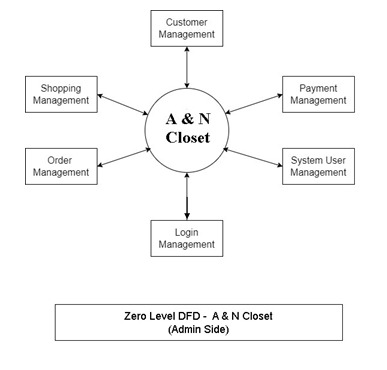 Customer
Management
Shopping
Management
Payment
Management
A & N
Closet
Order
Management
System User
Management
Login
Management
Zero Level DFD - A & N Closet
(Admin Side)